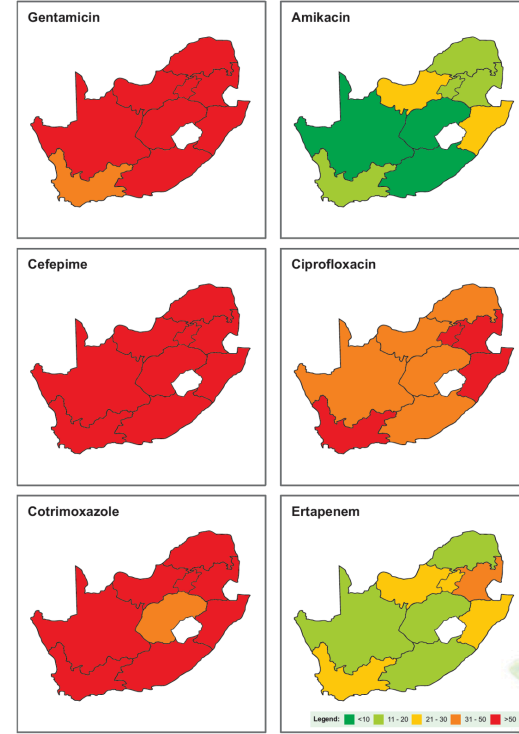 Gentamicin
Amikacin
Cefepime
Ciprofloxacin
Cotrimoxazole
Ertapenem
Legend: <10 11 - 20 21 - 30 31 - 50 >50